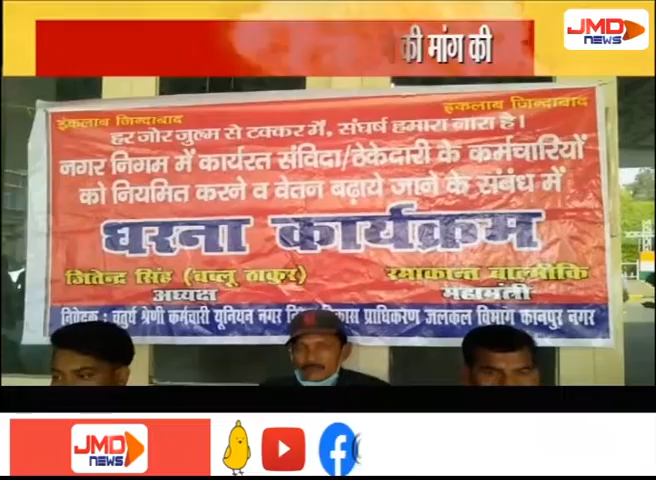 की मांग की
JMD
NEWS
इंकलाब जिन्दाबाद
इंकलाब जिन्दाबाद
हर जोर जुल्म से टक्कर में, संघर्ष हमारा नारा है।
नगर निगम में कार्यरत संविदा/ठेकेदारी के कर्मचारियों
को नियमित करने व वेतन बढ़ाये जाने के संबंध में
धरना कार्यक्रम
जितेन्द्र सिंह (बब्लू ठाकुर)
अध्यक्ष
रमाकान्त बाल्मीकि
महामंत्री
निवेदक : चतुर्थ श्रेणी कर्मचारी यूनियन नगर प्राधिकरण जलकल विभाग कानपुर नगर
JMD
NEWS